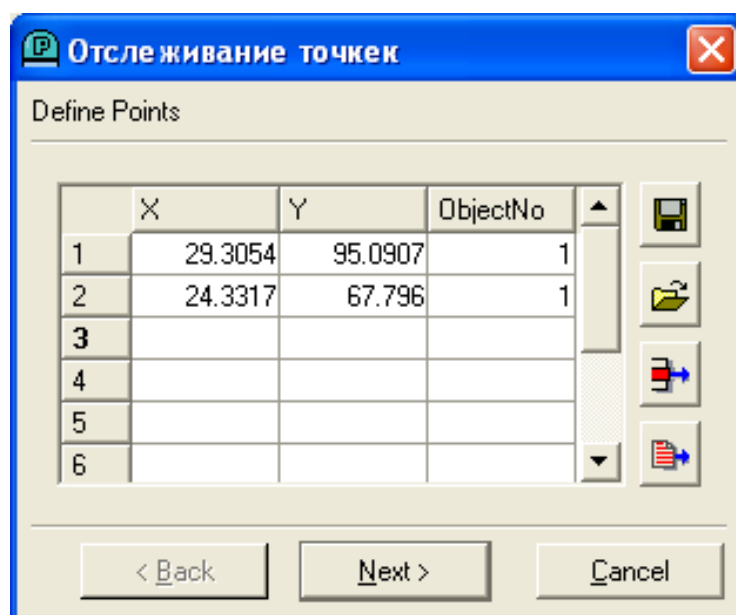 Отслеживание точкек
Define Points
X Y ObjectNo
1 29.3054 95.0907 1
2 24.3317 67.796 1
3
4
5
6
< Back Next > Cancel